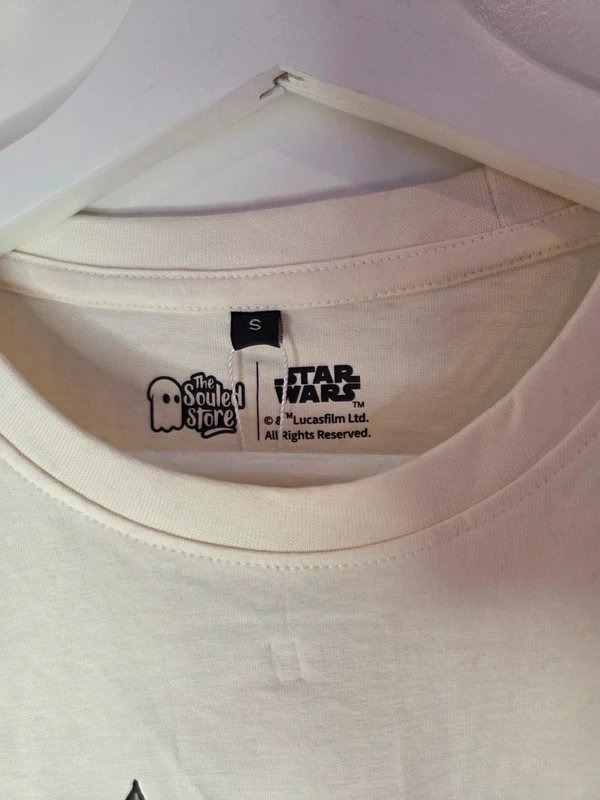 S
The
Souled
Store
STAR
WARS
TM
© & ™ Lucasfilm Ltd.
All Rights Reserved.